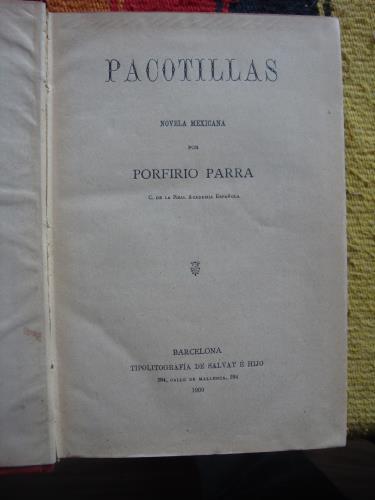 PACOTILLAS
NOVELA MEXICANA
POR
PORFIRIO PARRA
C. DE LA REAL ACADEMIA ESPAÑOLA
BARCELONA
TIPOLITOGRAFÍA DE SALVAT É HIJO
294, CALLE DE MALLORCA, 294
1900